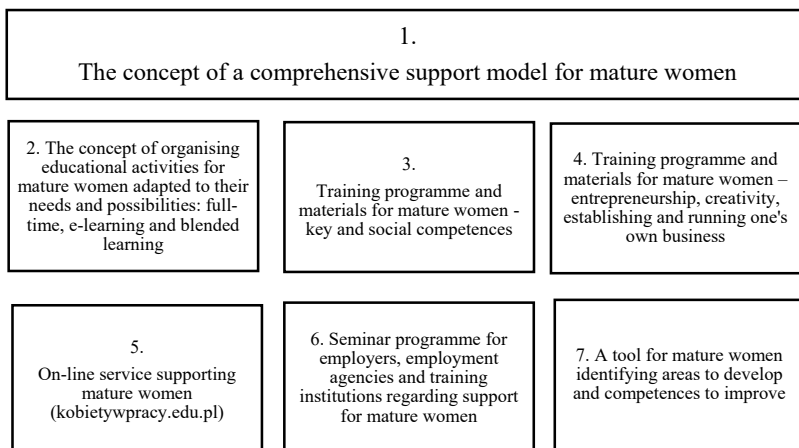 1.
The concept of a comprehensive support model for mature women
2. The concept of organising
educational activities for
mature women adapted to their
needs and possibilities: full-
time, e-learning and blended
learning
3.
Training programme and
materials for mature women -
key and social competences
4. Training programme and
materials for mature women –
entrepreneurship, creativity,
establishing and running one's
own business
5.
On-line service supporting
mature women
(kobietywpracy.edu.pl)
6. Seminar programme for
employers, employment
agencies and training
institutions regarding support
for mature women
7. A tool for mature women
identifying areas to develop
and competences to improve